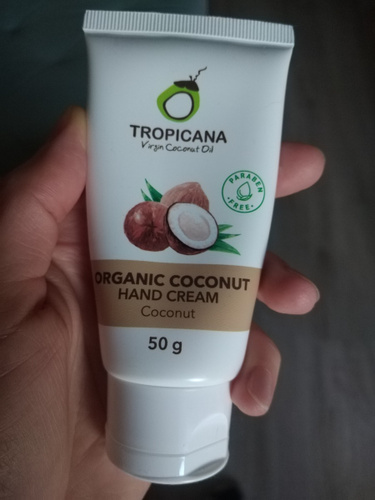 TROPICANA
Virgin Coconut Oil
PARABEN
FREE
ORGANIC COCONUT
HAND CREAM
Coconut
50 g